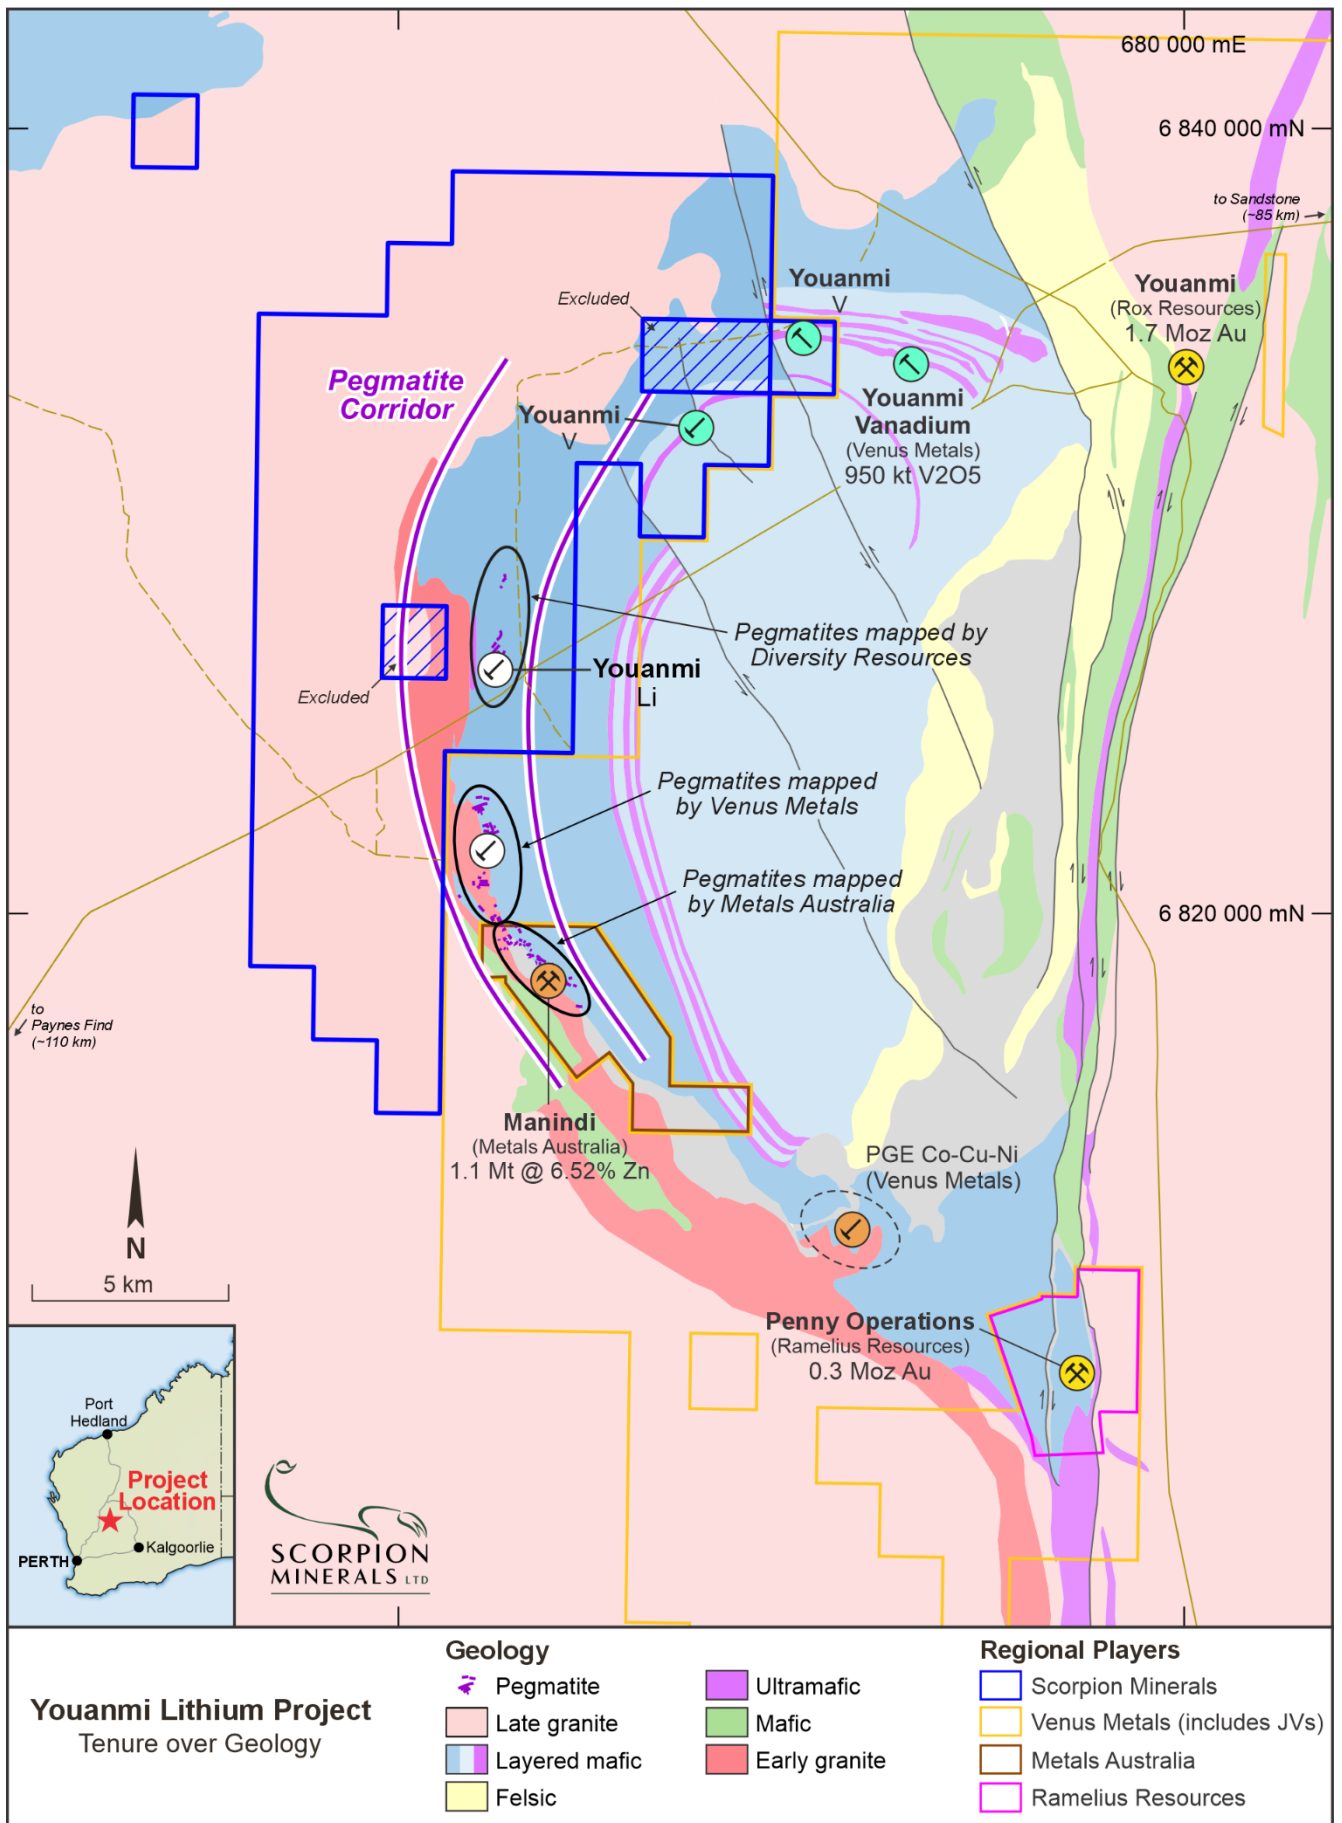 680 000 mE
6 840 000 mN
to Sandstone
(~85 km)
Youanmi
V
Youanmi
(Rox Resources)
1.7 Moz Au
Excluded
Pegmatite
Corridor
Youanmi
V
Youanmi
Vanadium
(Venus Metals)
950 kt V2O5
Pegmatites mapped by
Diversity Resources
Youanmi
Li
Excluded
Pegmatites mapped
by Venus Metals
Pegmatites mapped
by Metals Australia
6 820 000 mN
to
Paynes Find
(~110 km)
Manindi
(Metals Australia)
1.1 Mt @ 6.52% Zn
PGE Co-Cu-Ni
(Venus Metals)
N
5 km
Penny Operations
(Ramelius Resources)
0.3 Moz Au
Port
Hedland
Project
Location
Kalgoorlie
PERTH
SCORPION
MINERALS LTD
Youanmi Lithium Project
Tenure over Geology
Geology
Pegmatite
Late granite
Layered mafic
Felsic
Ultramafic
Mafic
Early granite
Regional Players
Scorpion Minerals
Venus Metals (includes JVs)
Metals Australia
Ramelius Resources